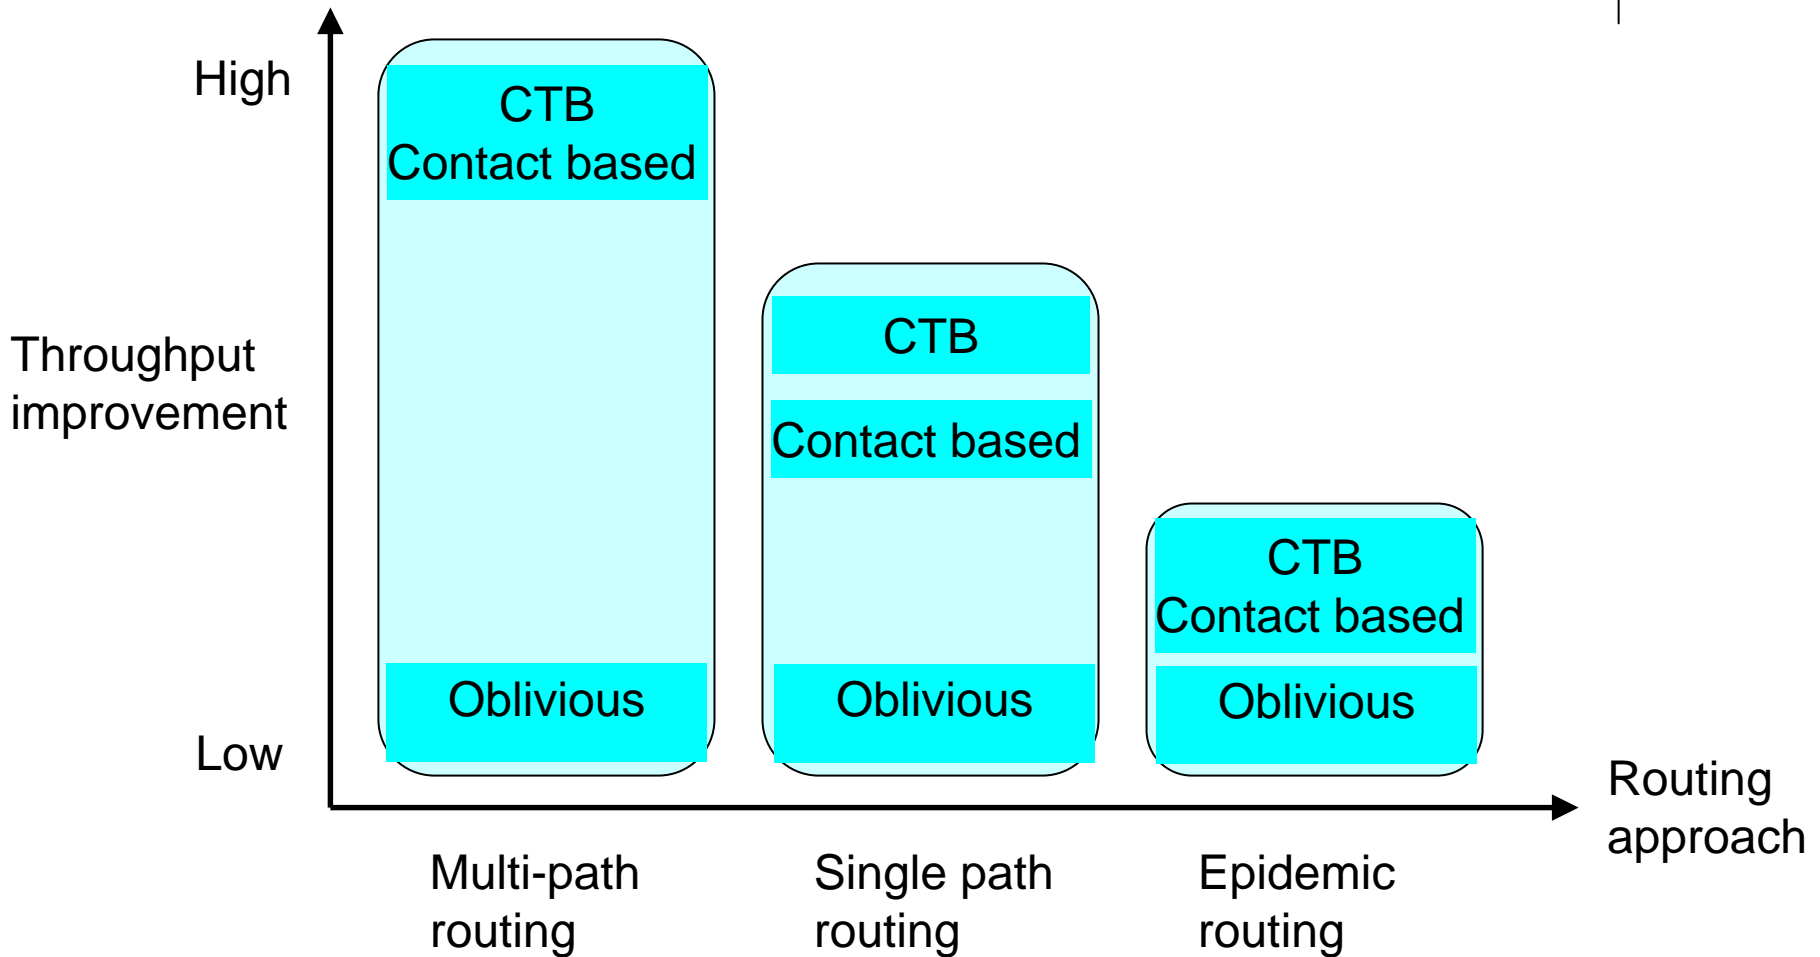 High
CTB
Contact based
Throughput
improvement
CTB
Contact based
CTB
Contact based
Oblivious
Oblivious
Oblivious
Low
Routing
approach
Multi-path
routing
Single path
routing
Epidemic
routing